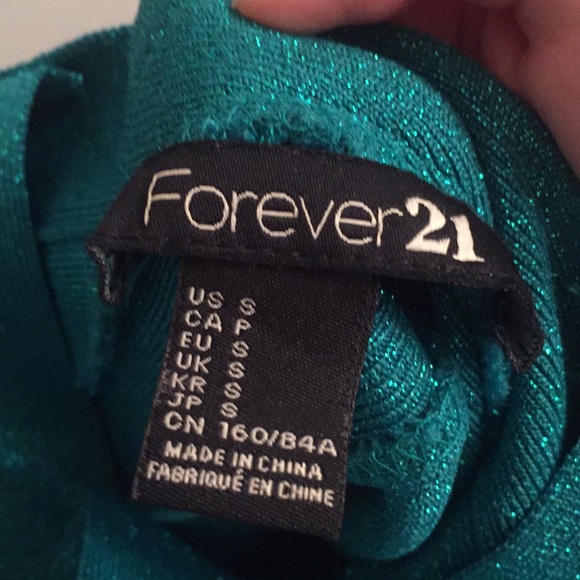 Forever21
US S
CA P
EU S
UK S
KR S
JP S
CN 160/84A
MADE IN CHINA
FABRIQUÉ EN CHINE